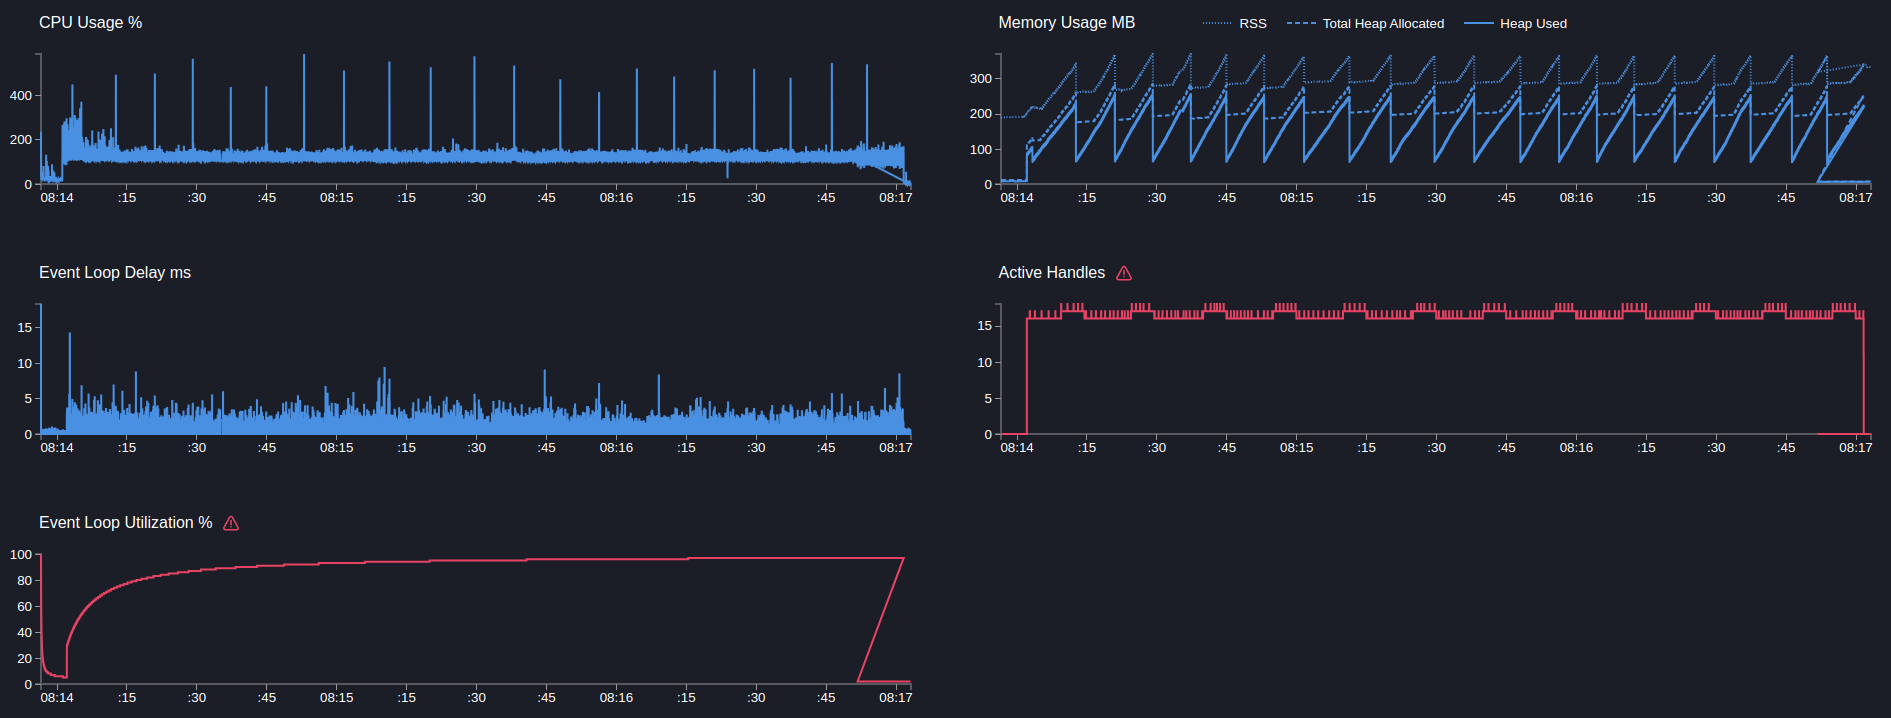 CPU Usage %
400
200
0
08:14 :15 :30 :45 08:15 :15 :30 :45 08:16 :15 :30 :45 08:17
Memory Usage MB RSS Total Heap Allocated Heap Used
300
200
100
0
08:14 :15 :30 :45 08:15 :15 :30 :45 08:16 :15 :30 :45 08:17
Event Loop Delay ms
15
10
5
0
08:14 :15 :30 :45 08:15 :15 :30 :45 08:16 :15 :30 :45 08:17
Active Handles
15
10
5
0
08:14 :15 :30 :45 08:15 :15 :30 :45 08:16 :15 :30 :45 08:17
Event Loop Utilization %
100
80
60
40
20
0
08:14 :15 :30 :45 08:15 :15 :30 :45 08:16 :15 :30 :45 08:17